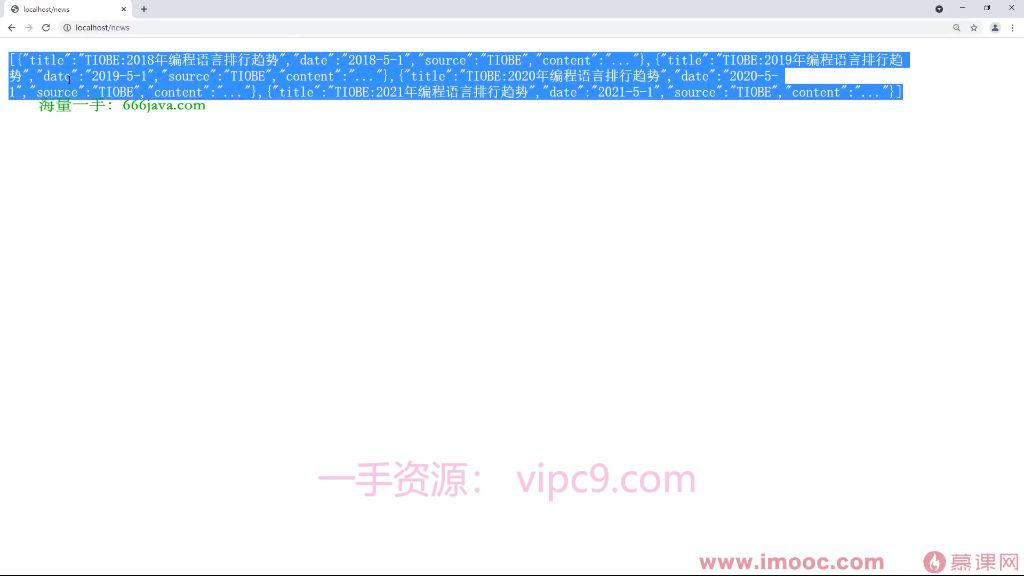 localhost/news
localhost/news
[{"title":"TIOBE:2018年编程语言排行趋势","date":"2018-5-1","source":"TIOBE","content":"..."},{"title":"TIOBE:2019年编程语言排行趋
势","date":"2019-5-1","source":"TIOBE","content":"..."},{"title":"TIOBE:2020年编程语言排行趋势","date":"2020-5-
1","source":"TIOBE","content":"..."},{"title":"TIOBE:2021年编程语言排行趋势","date":"2021-5-1","source":"TIOBE","content":"..."}]
海量一手：666java.com
一手资源： vipc9.com
www.imooc.com 慕课网